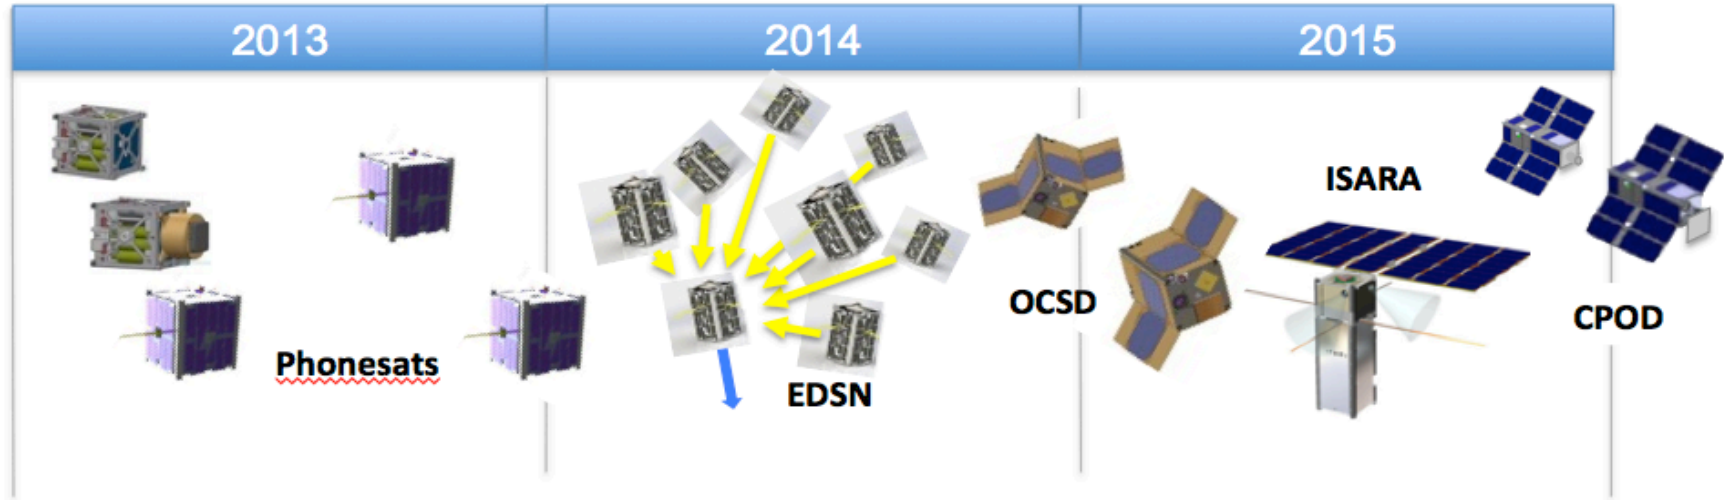 2013
2014
2015
ISARA
OCSD
CPOD
Phonesats
EDSN